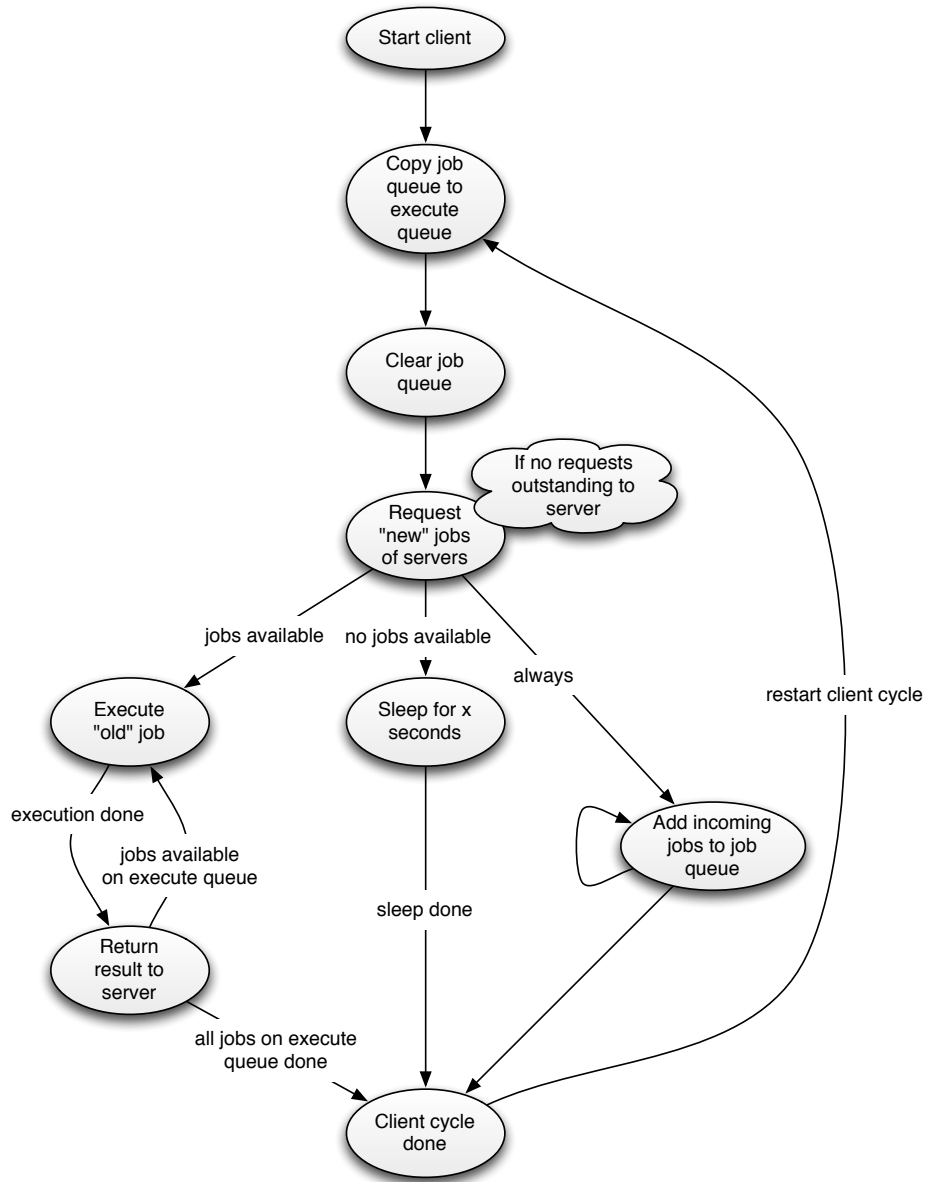 Start client
Copy job
queue to
execute
queue
Clear job
queue
If no requests
outstanding to
server
Request
"new" jobs
of servers
jobs available
no jobs available
always
restart client cycle
Execute
"old" job
Sleep for x
seconds
execution done
jobs available
on execute queue
Add incoming
jobs to job
queue
sleep done
Return
result to
server
all jobs on execute
queue done
Client cycle
done